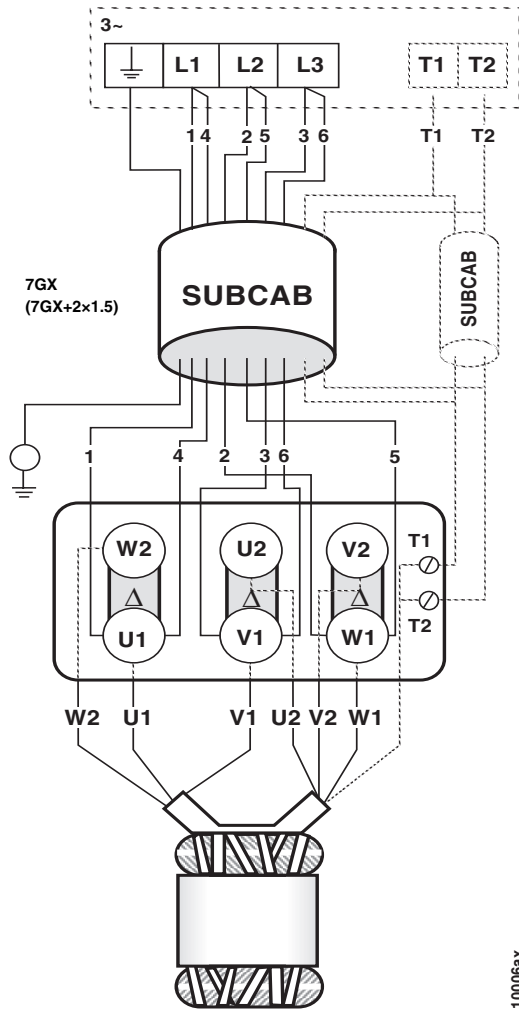 3~
L1 L2 L3 T1 T2
1 4 2 5 3 6 T1 T2
7GX
(7GX+2×1.5)
SUBCAB
SUBCAB
1 4 2 3 6 5
W2 U2 V2 T1
Δ Δ Δ
U1 V1 W1 T2
W2 U1 V1 U2 V2 W1
10006ax